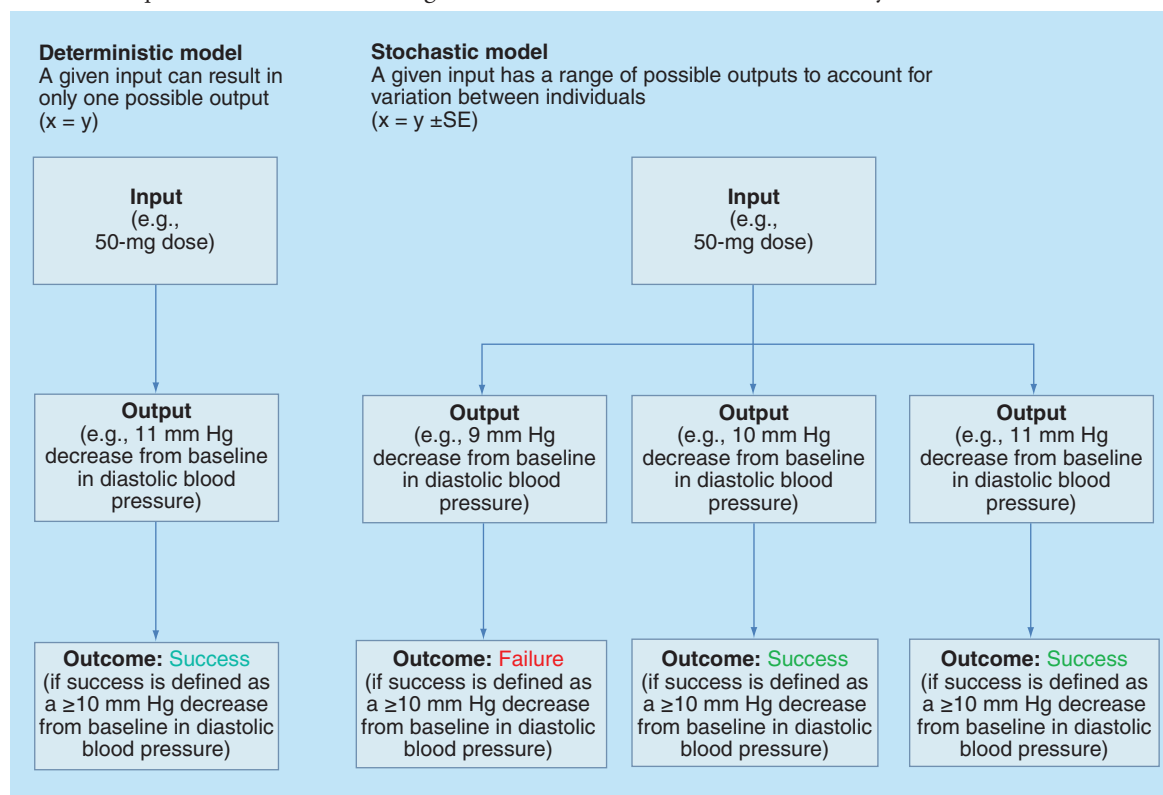 Deterministic model
A given input can result in
only one possible output
(x = y)
Stochastic model
A given input has a range of possible outputs to account for
variation between individuals
(x = y ±SE)
Input
(e.g.,
50-mg dose)
Input
(e.g.,
50-mg dose)
Output
(e.g., 11 mm Hg
decrease from baseline
in diastolic blood
pressure)
Output
(e.g., 9 mm Hg
decrease from baseline
in diastolic blood
pressure)
Output
(e.g., 10 mm Hg
decrease from baseline
in diastolic blood
pressure)
Output
(e.g., 11 mm Hg
decrease from baseline
in diastolic blood
pressure)
Outcome: Success
(if success is defined as
a ≥10 mm Hg decrease
from baseline in diastolic
blood pressure)
Outcome: Failure
(if success is defined as
a ≥10 mm Hg decrease
from baseline in diastolic
blood pressure)
Outcome: Success
(if success is defined as
a ≥10 mm Hg decrease
from baseline in diastolic
blood pressure)
Outcome: Success
(if success is defined as
a ≥10 mm Hg decrease
from baseline in diastolic
blood pressure)